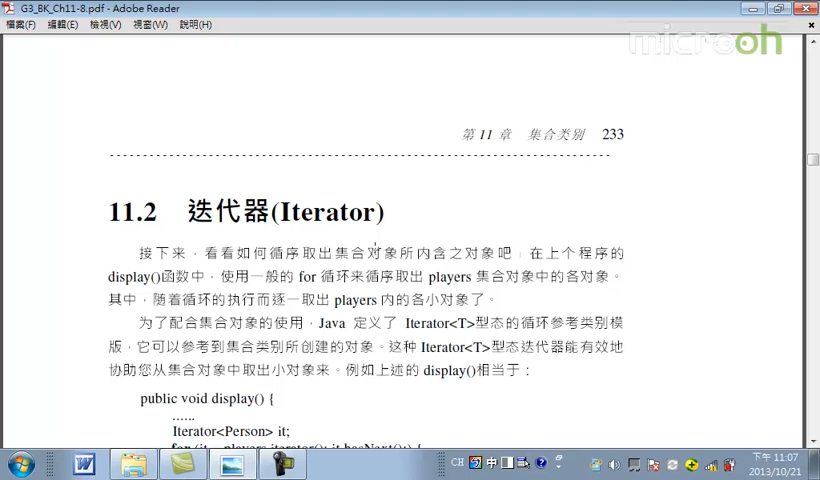 G3_BK_Ch11-8.pdf - Adobe Reader
檔案(F) 編輯(E) 檢視(V) 視窗(W) 說明(H)
microoh
第 11 章 集合类别 233
11.2 迭代器(Iterator)
接下来，看看如何循序取出集合对象所内含之对象吧﹗在上个程序的
display()函数中，使用一般的 for 循环来循序取出 players 集合对象中的各对象。
其中，随着循环的执行而逐一取出 players 内的各小对象了。
为了配合集合对象的使用，Java 定义了 Iterator<T>型态的循环参考类别模
版，它可以参考到集合类别所创建的对象。这种 Iterator<T>型态迭代器能有效地
协助您从集合对象中取出小对象来。例如上述的 display()相当于：
public void display() {
......
Iterator<Person> it;
for (it = players.iterator(); it.hasNext();) {
CH 中
下午 11:07
2013/10/21